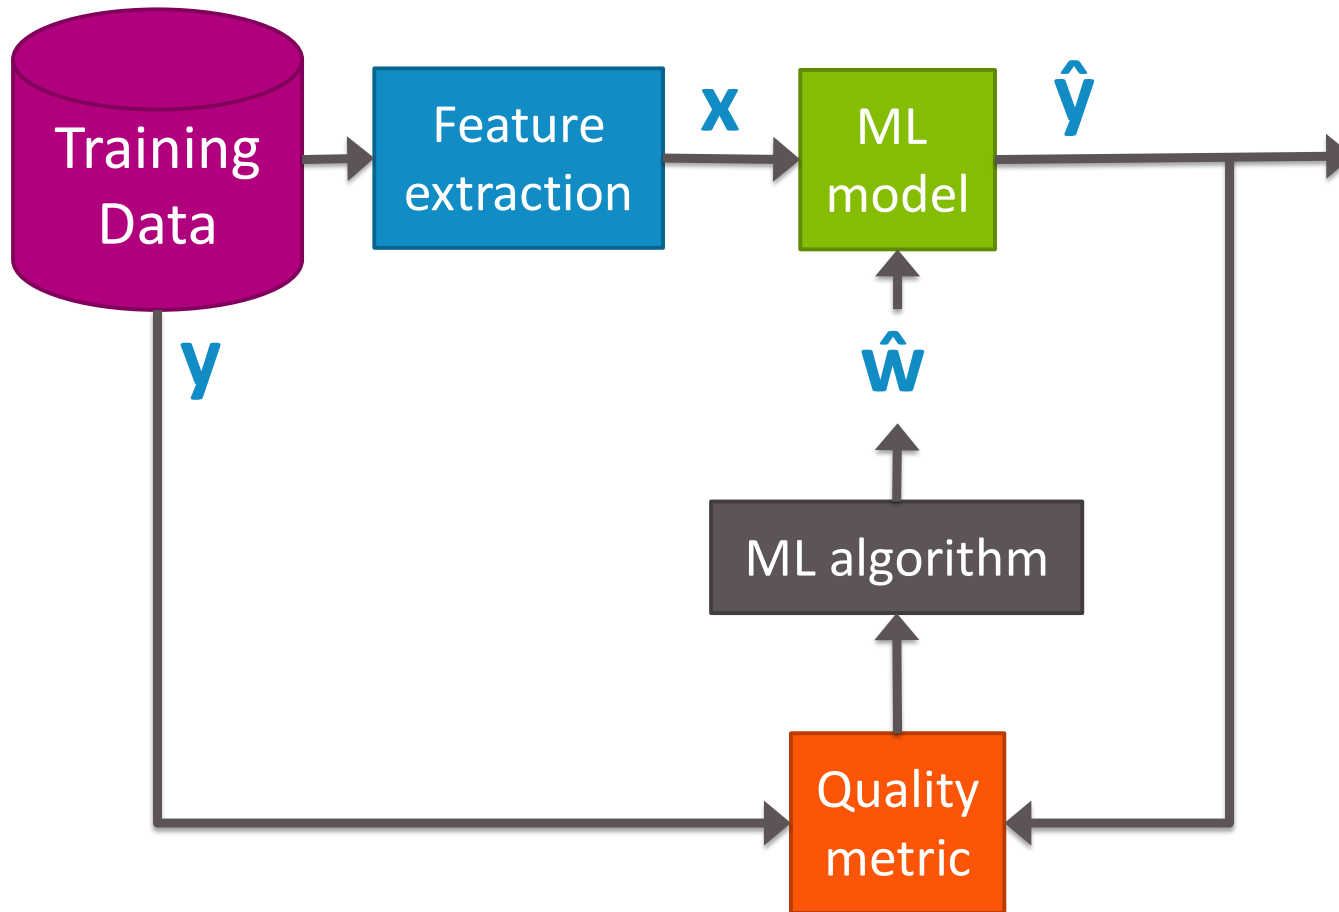 Training
Data
Feature
extraction
x
ML
model
ŷ
y
ŵ
ML algorithm
Quality
metric